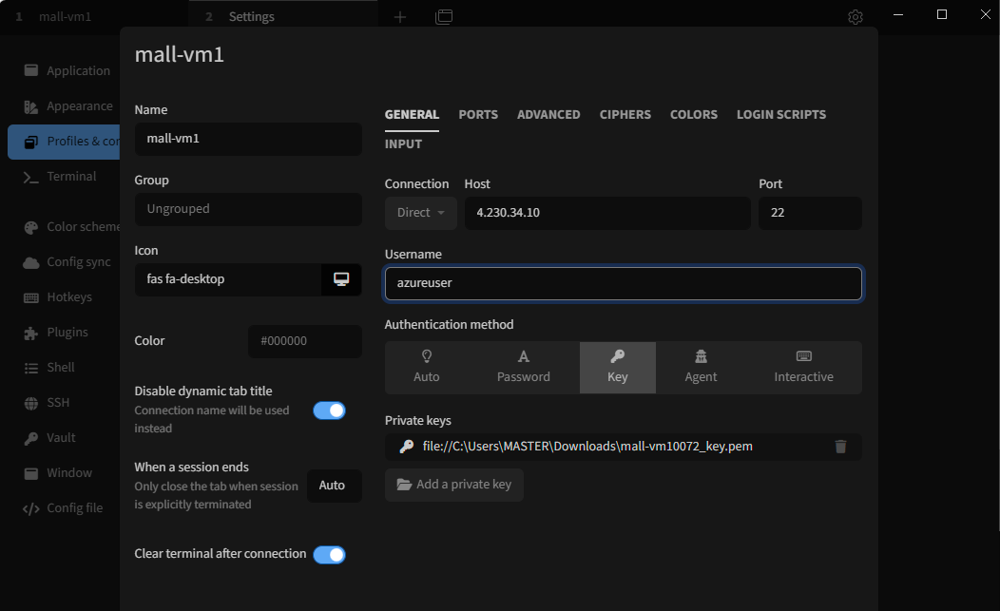 1 mall-vm1
2 Settings
mall-vm1
Application
Appearance
Profiles & con
Terminal
Color scheme
Config sync
Hotkeys
Plugins
Shell
SSH
Vault
Window
Config file
Name
mall-vm1
Group
Ungrouped
Icon
fas fa-desktop
Color
#000000
Disable dynamic tab title
Connection name will be used
instead
When a session ends
Only close the tab when session
is explicitly terminated
Auto
Clear terminal after connection
GENERAL PORTS ADVANCED CIPHERS COLORS LOGIN SCRIPTS
INPUT
Connection Host Port
Direct 4.230.34.10 22
Username
azureuser
Authentication method
Auto Password Key Agent Interactive
Private keys
file://C:\Users\MASTER\Downloads\mall-vm10072_key.pem
Add a private key